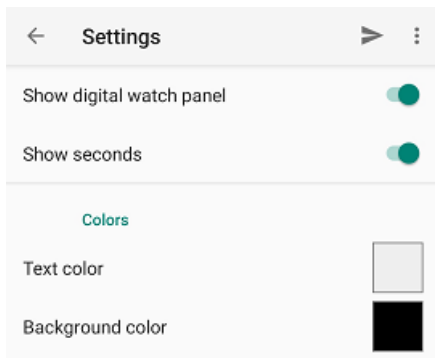 Settings
Show digital watch panel
Show seconds
Colors
Text color
Background color